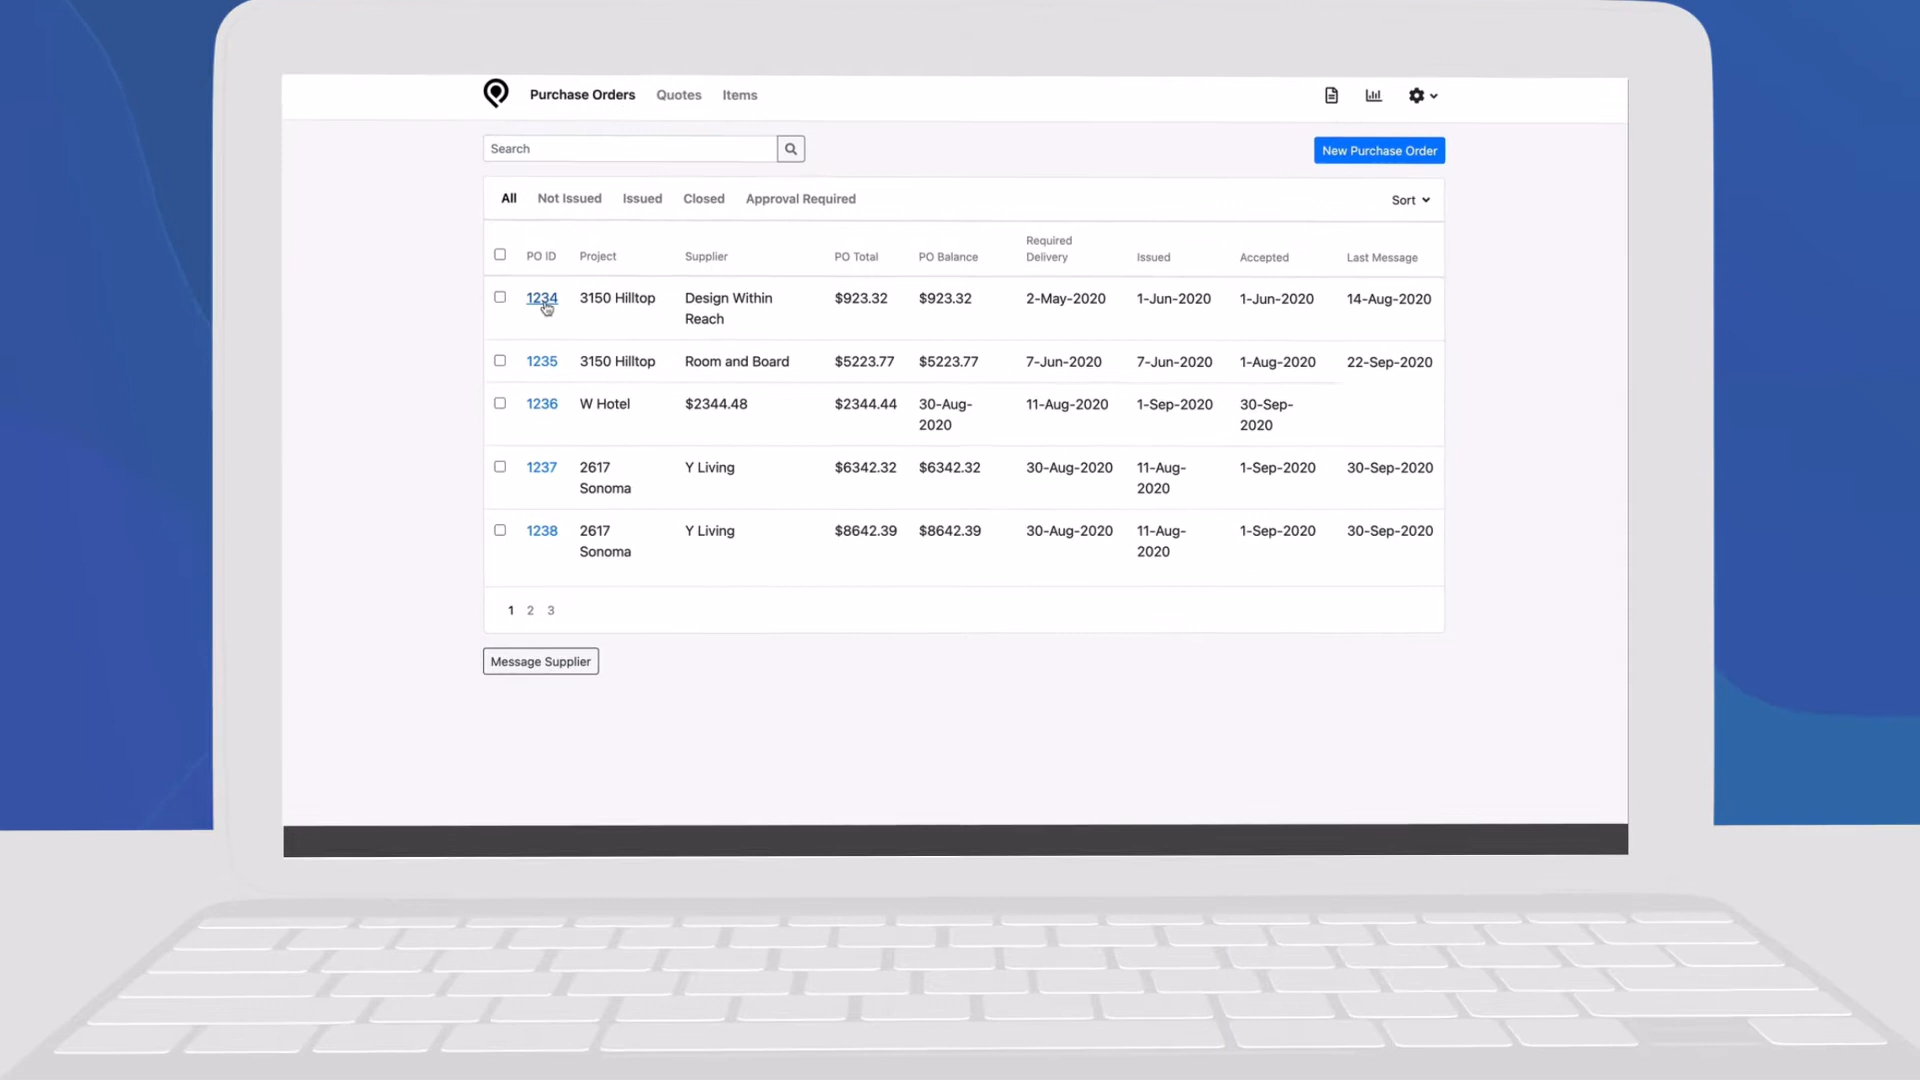 Purchase Orders Quotes Items
Search
New Purchase Order
All Not Issued Issued Closed Approval Required Sort
PO ID Project Supplier PO Total PO Balance Required Delivery Issued Accepted Last Message
1234 3150 Hilltop Design Within Reach $923.32 $923.32 2-May-2020 1-Jun-2020 1-Jun-2020 14-Aug-2020
1235 3150 Hilltop Room and Board $5223.77 $5223.77 7-Jun-2020 7-Jun-2020 1-Aug-2020 22-Sep-2020
1236 W Hotel $2344.48 $2344.44 30-Aug-2020 11-Aug-2020 1-Sep-2020 30-Sep-2020
1237 2617 Sonoma Y Living $6342.32 $6342.32 30-Aug-2020 11-Aug-2020 1-Sep-2020 30-Sep-2020
1238 2617 Sonoma Y Living $8642.39 $8642.39 30-Aug-2020 11-Aug-2020 1-Sep-2020 30-Sep-2020
1 2 3
Message Supplier